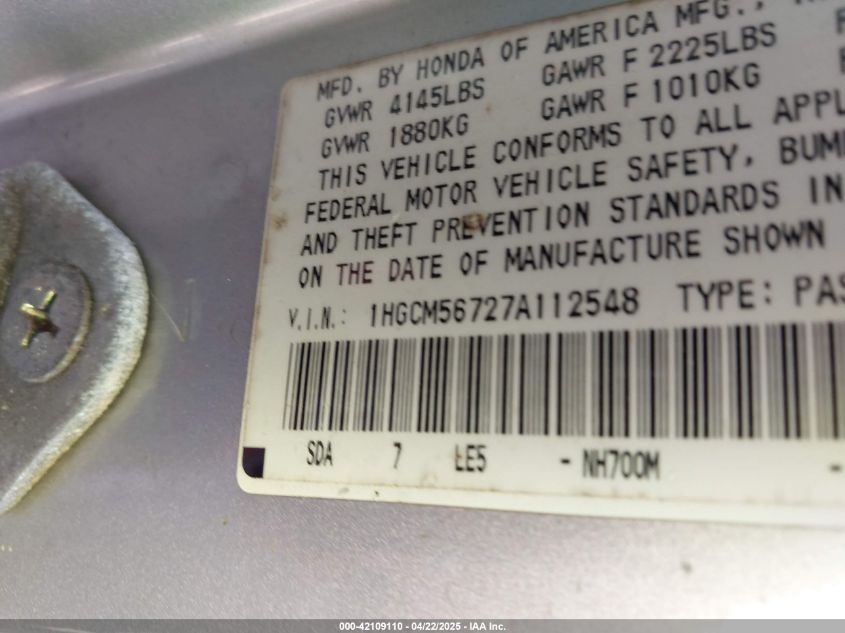 MFD. BY HONDA OF AMERICA MFG.,
GVWR 4145LBS GAWR F 2225LBS
GVWR 1880KG GAWR F 1010KG
THIS VEHICLE CONFORMS TO ALL APPL
FEDERAL MOTOR VEHICLE SAFETY, BUM
AND THEFT PREVENTION STANDARDS IN
ON THE DATE OF MANUFACTURE SHOWN
V.I.N.: 1HGCM56727A112548 TYPE: PAS
SDA 7 LE5 - NH700M -
000-42109110 - 04/22/2025 - IAA Inc.